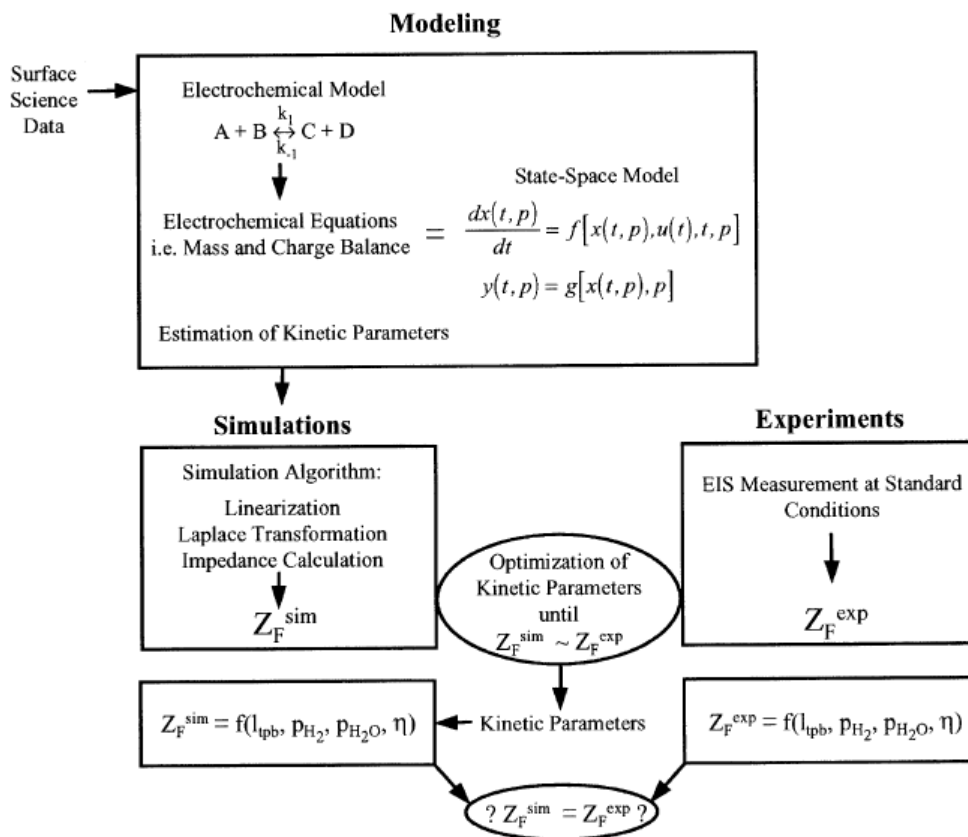 Modeling
Surface
Science
Data
Electrochemical Model
k₁
A + B ↔ C + D
k₋₁
State-Space Model
Electrochemical Equations
i.e. Mass and Charge Balance
= dx(t, p)/dt = f[x(t, p), u(t), t, p]
y(t, p) = g[x(t, p), p]
Estimation of Kinetic Parameters
Simulations
Simulation Algorithm:
Linearization
Laplace Transformation
Impedance Calculation
Z_F^sim
Optimization of
Kinetic Parameters
until
Z_F^sim ~ Z_F^exp
Experiments
EIS Measurement at Standard
Conditions
Z_F^exp
Z_F^sim = f(l_tpb, p_H₂, p_H₂O, η)
Kinetic Parameters
Z_F^exp = f(l_tpb, p_H₂, p_H₂O, η)
? Z_F^sim = Z_F^exp ?